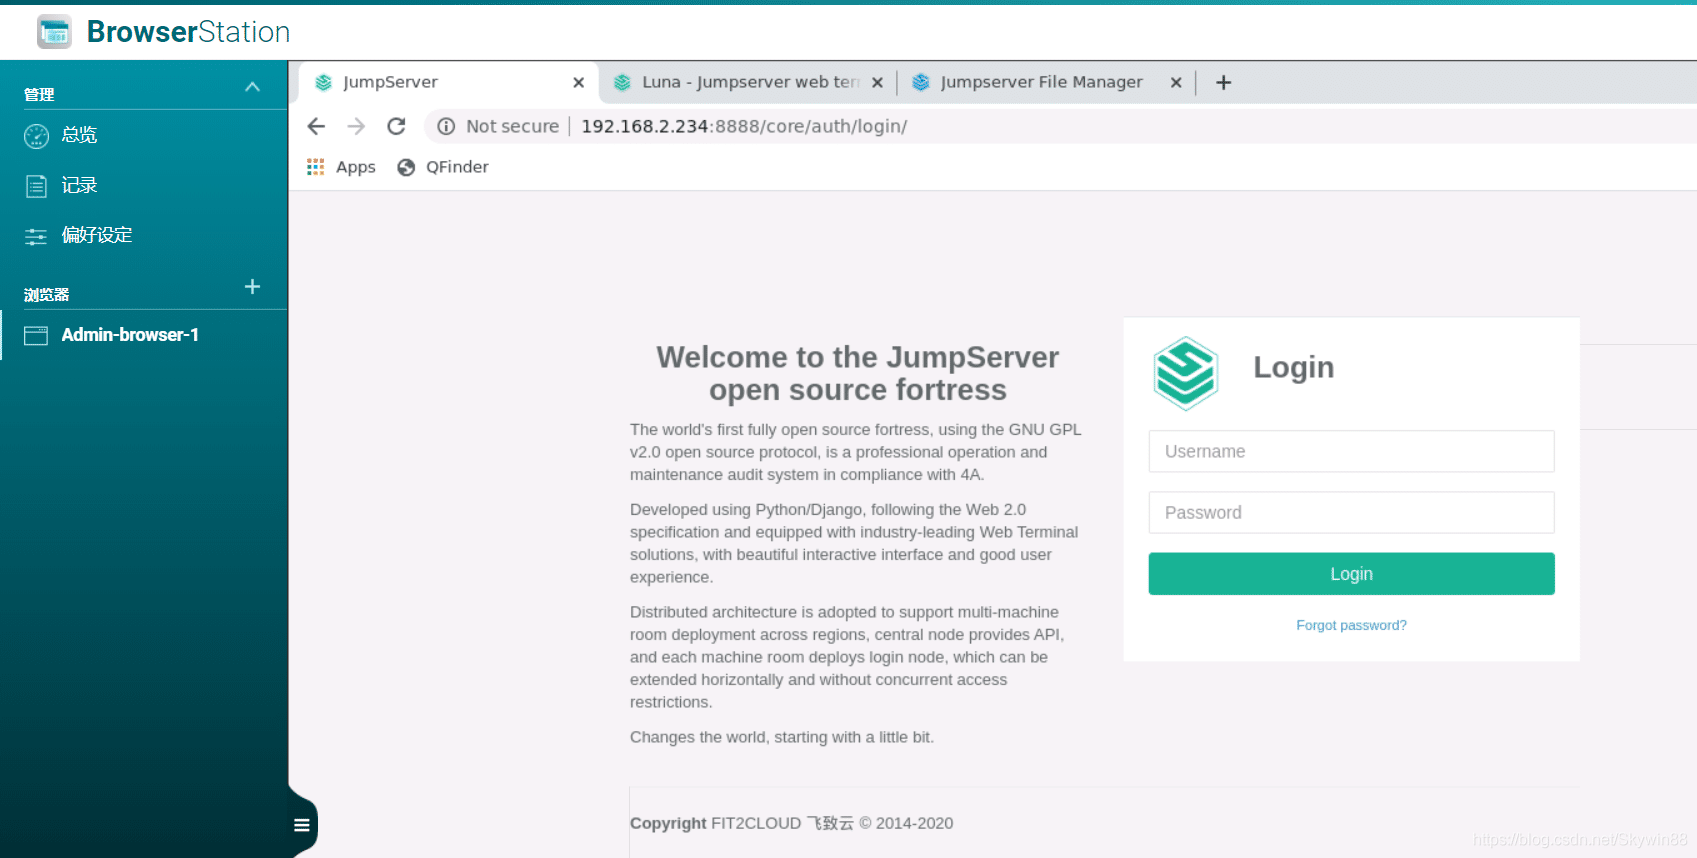 BrowserStation
管理
总览
记录
偏好设定
浏览器
Admin-browser-1
JumpServer
Luna - Jumpserver web ter
Jumpserver File Manager
Not secure
192.168.2.234:8888/core/auth/login/
Apps
QFinder
Welcome to the JumpServer
open source fortress
The world's first fully open source fortress, using the GNU GPL
v2.0 open source protocol, is a professional operation and
maintenance audit system in compliance with 4A.
Developed using Python/Django, following the Web 2.0
specification and equipped with industry-leading Web Terminal
solutions, with beautiful interactive interface and good user
experience.
Distributed architecture is adopted to support multi-machine
room deployment across regions, central node provides API,
and each machine room deploys login node, which can be
extended horizontally and without concurrent access
restrictions.
Changes the world, starting with a little bit.
Login
Username
Password
Login
Forgot password?
Copyright FIT2CLOUD 飞致云 © 2014-2020
https://blog.csdn.net/Skywin88